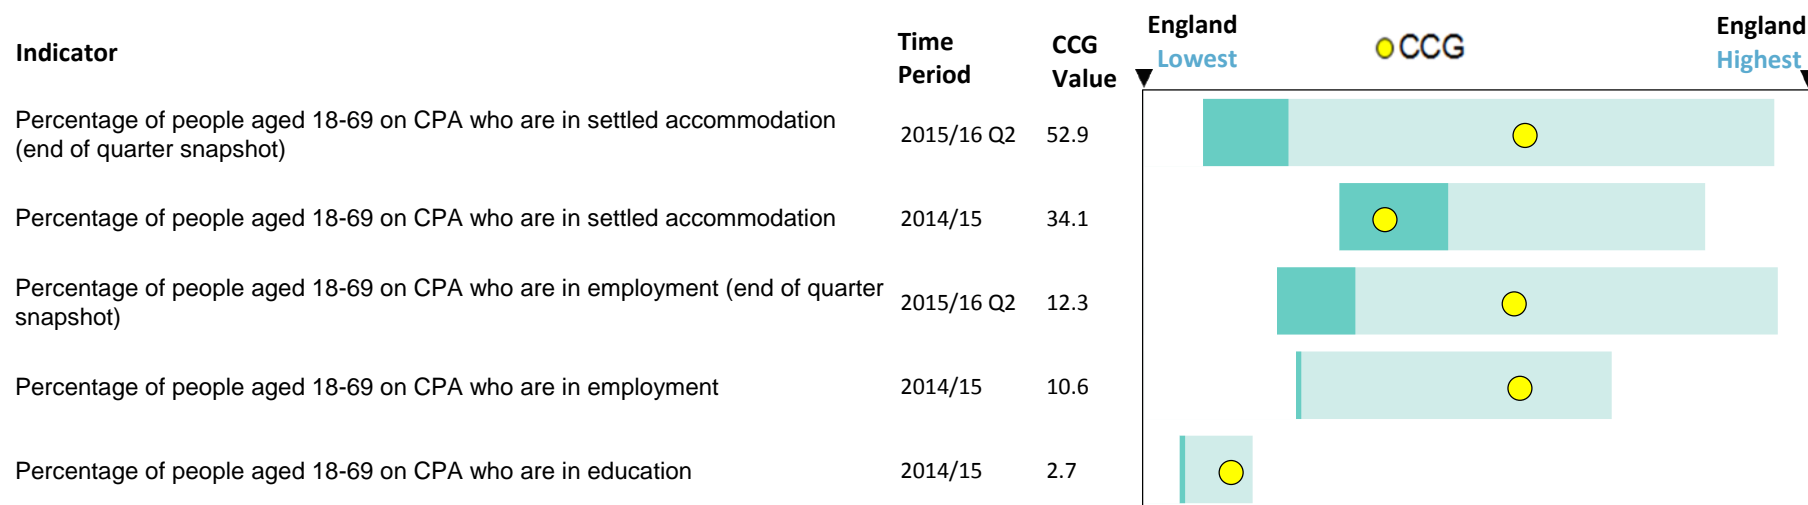 Indicator
Time
Period
CCG
Value
England
Lowest
CCG
England
Highest
Percentage of people aged 18-69 on CPA who are in settled accommodation
(end of quarter snapshot)
2015/16 Q2
52.9
Percentage of people aged 18-69 on CPA who are in settled accommodation
2014/15
34.1
Percentage of people aged 18-69 on CPA who are in employment (end of quarter
snapshot)
2015/16 Q2
12.3
Percentage of people aged 18-69 on CPA who are in employment
2014/15
10.6
Percentage of people aged 18-69 on CPA who are in education
2014/15
2.7